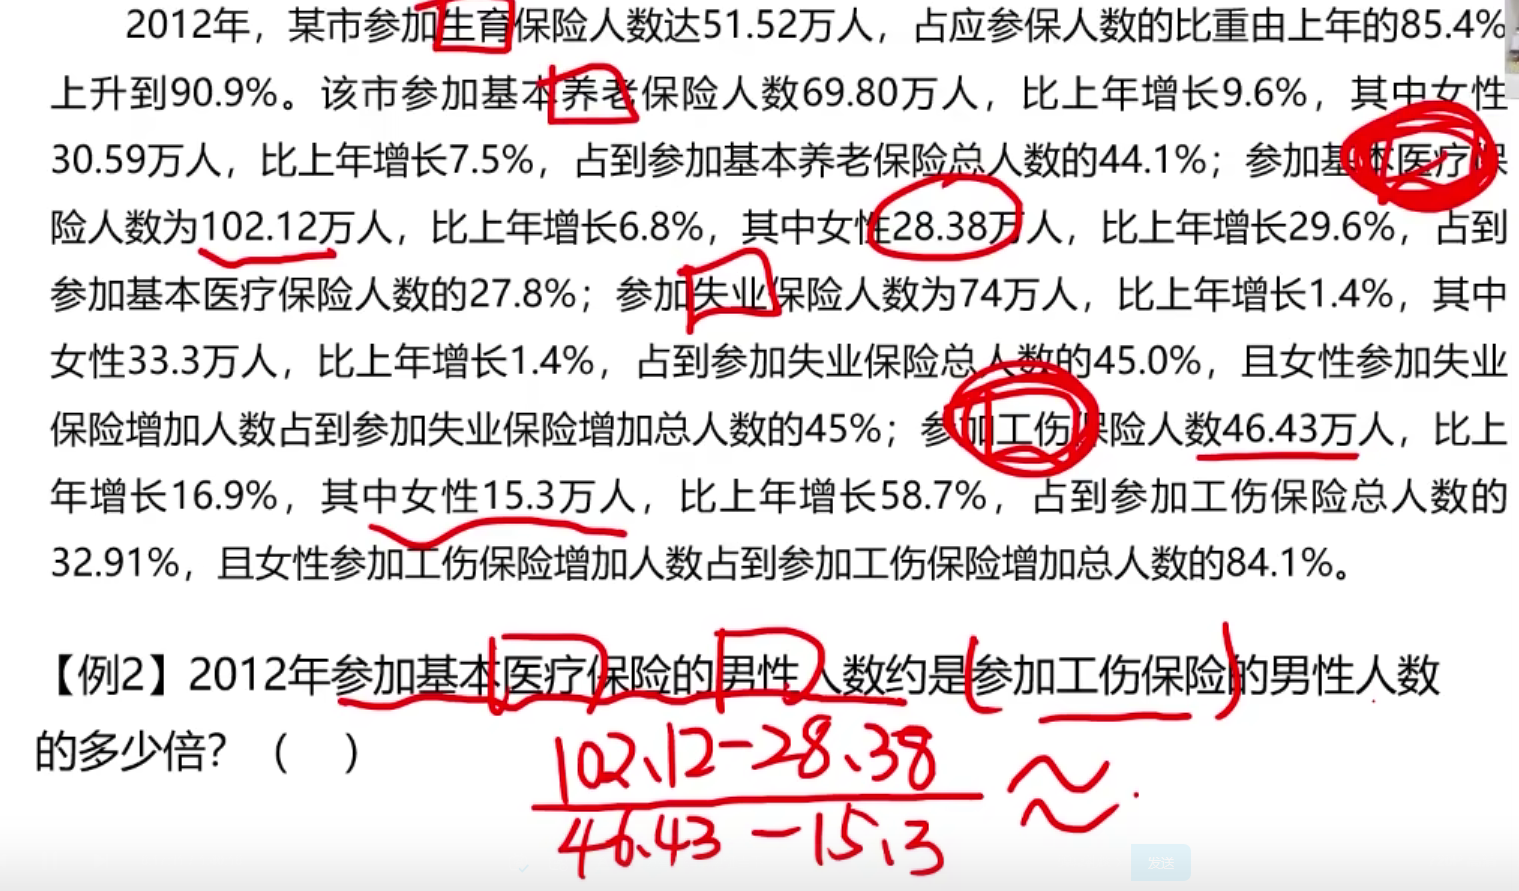 2012年，某市参加生育保险人数达51.52万人，占应参保人数的比重由上年的85.4%
上升到90.9%。该市参加基本养老保险人数69.80万人，比上年增长9.6%，其中女性
30.59万人，比上年增长7.5%，占到参加基本养老保险总人数的44.1%；参加基本医疗保
险人数为102.12万人，比上年增长6.8%，其中女性28.38万人，比上年增长29.6%，占到
参加基本医疗保险人数的27.8%；参加失业保险人数为74万人，比上年增长1.4%，其中
女性33.3万人，比上年增长1.4%，占到参加失业保险总人数的45.0%，且女性参加失业
保险增加人数占到参加失业保险增加总人数的45%；参加工伤保险人数46.43万人，比上
年增长16.9%，其中女性15.3万人，比上年增长58.7%，占到参加工伤保险总人数的
32.91%，且女性参加工伤保险增加人数占到参加工伤保险增加总人数的84.1%。
【例2】2012年参加基本医疗保险的男性人数约是参加工伤保险的男性人数
的多少倍？（ ）
102.12-28.38 ≈
46.43-15.3
发送